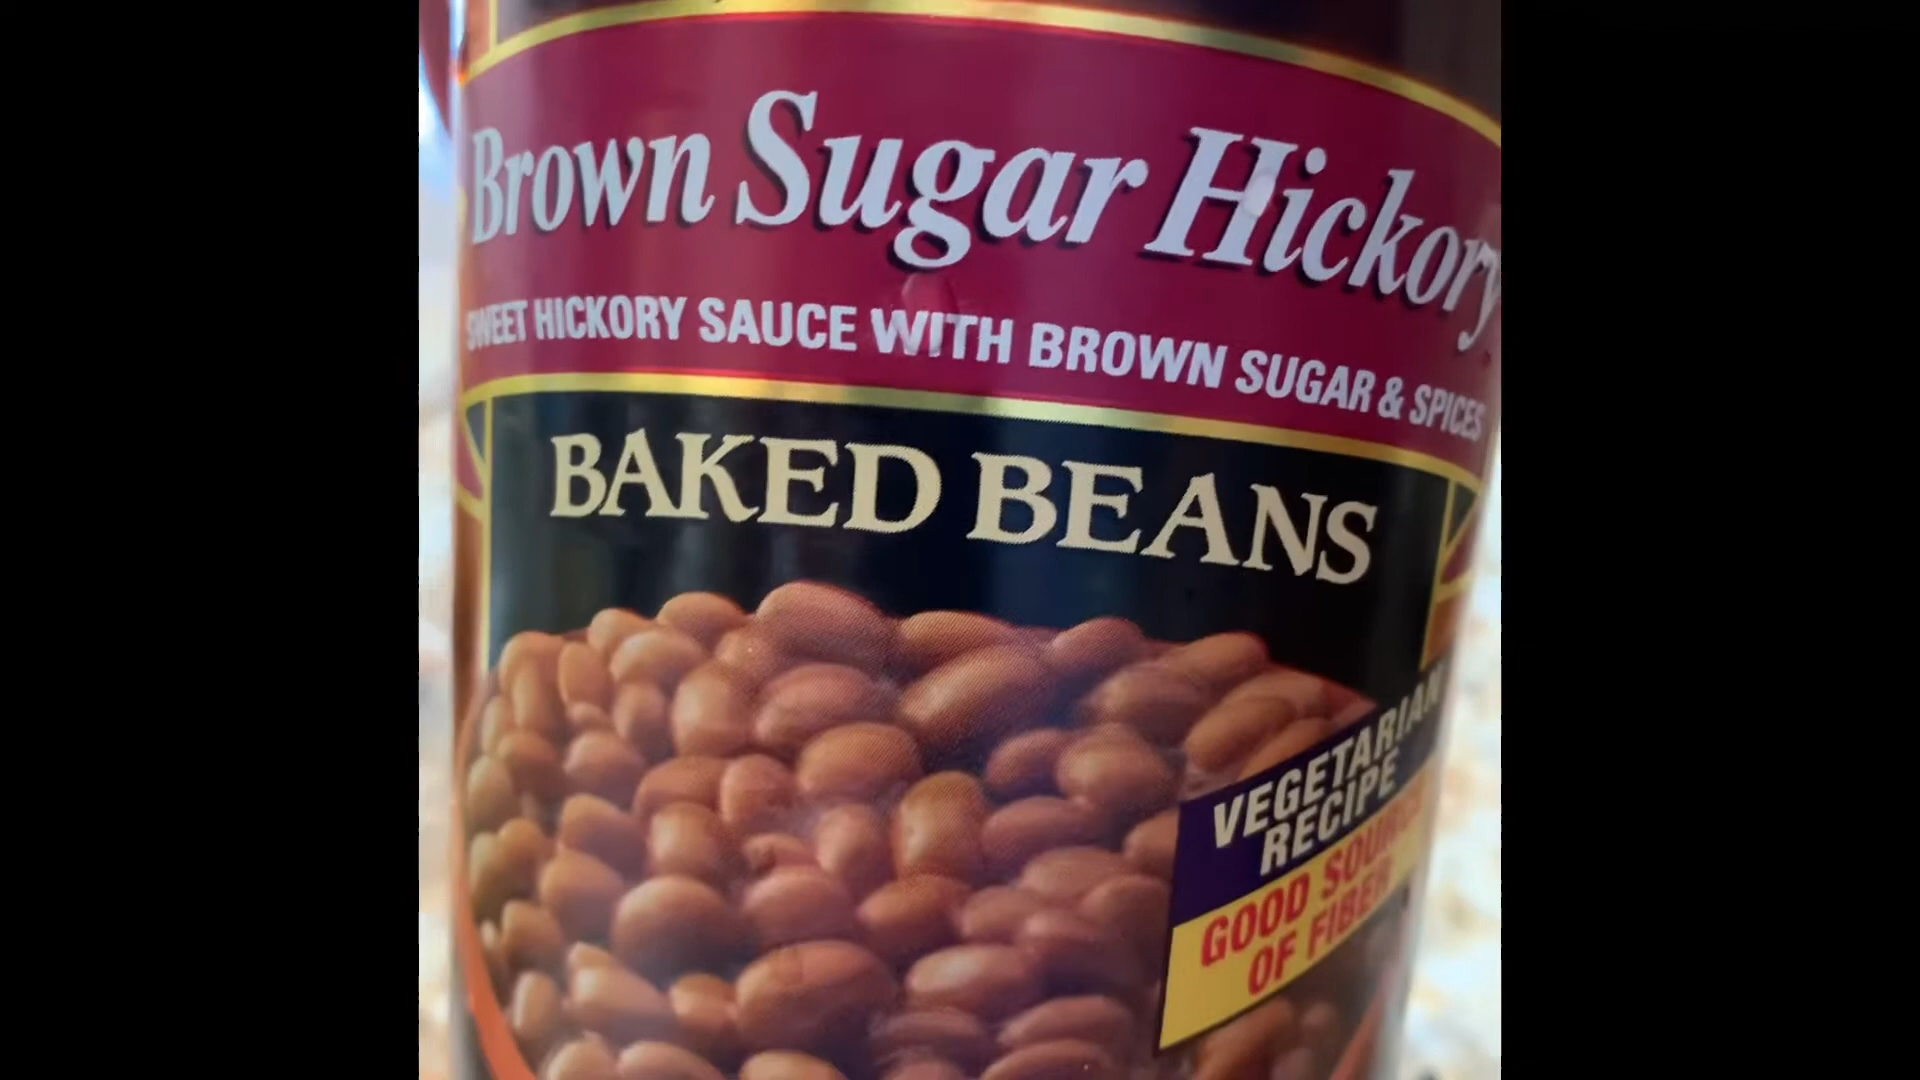 Brown Sugar Hickory
SWEET HICKORY SAUCE WITH BROWN SUGAR & SPICES
BAKED BEANS
VEGETARIAN
RECIPE
GOOD SOURCE
OF FIBER